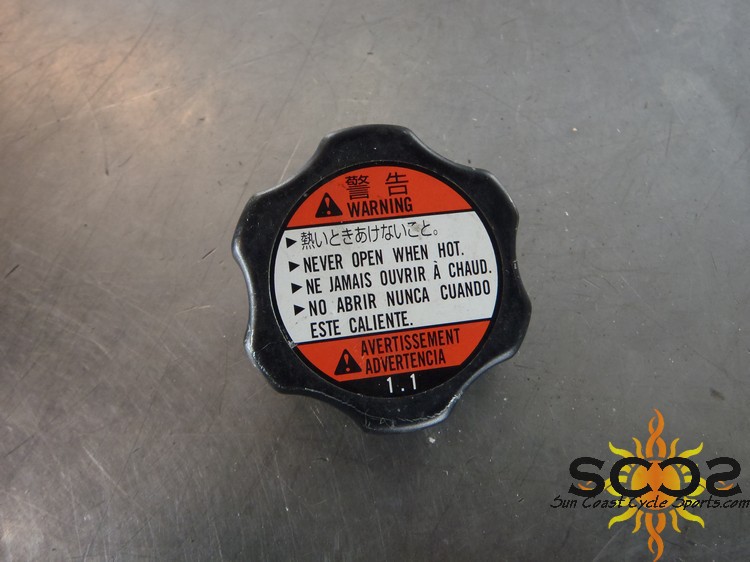 警告
WARNING
▶熱いときあけないこと。
▶NEVER OPEN WHEN HOT.
▶NE JAMAIS OUVRIR À CHAUD.
▶NO ABRIR NUNCA CUANDO
ESTE CALIENTE.
AVERTISSEMENT
ADVERTENCIA
1.1
SCCS
Sun Coast Cycle Sports.com